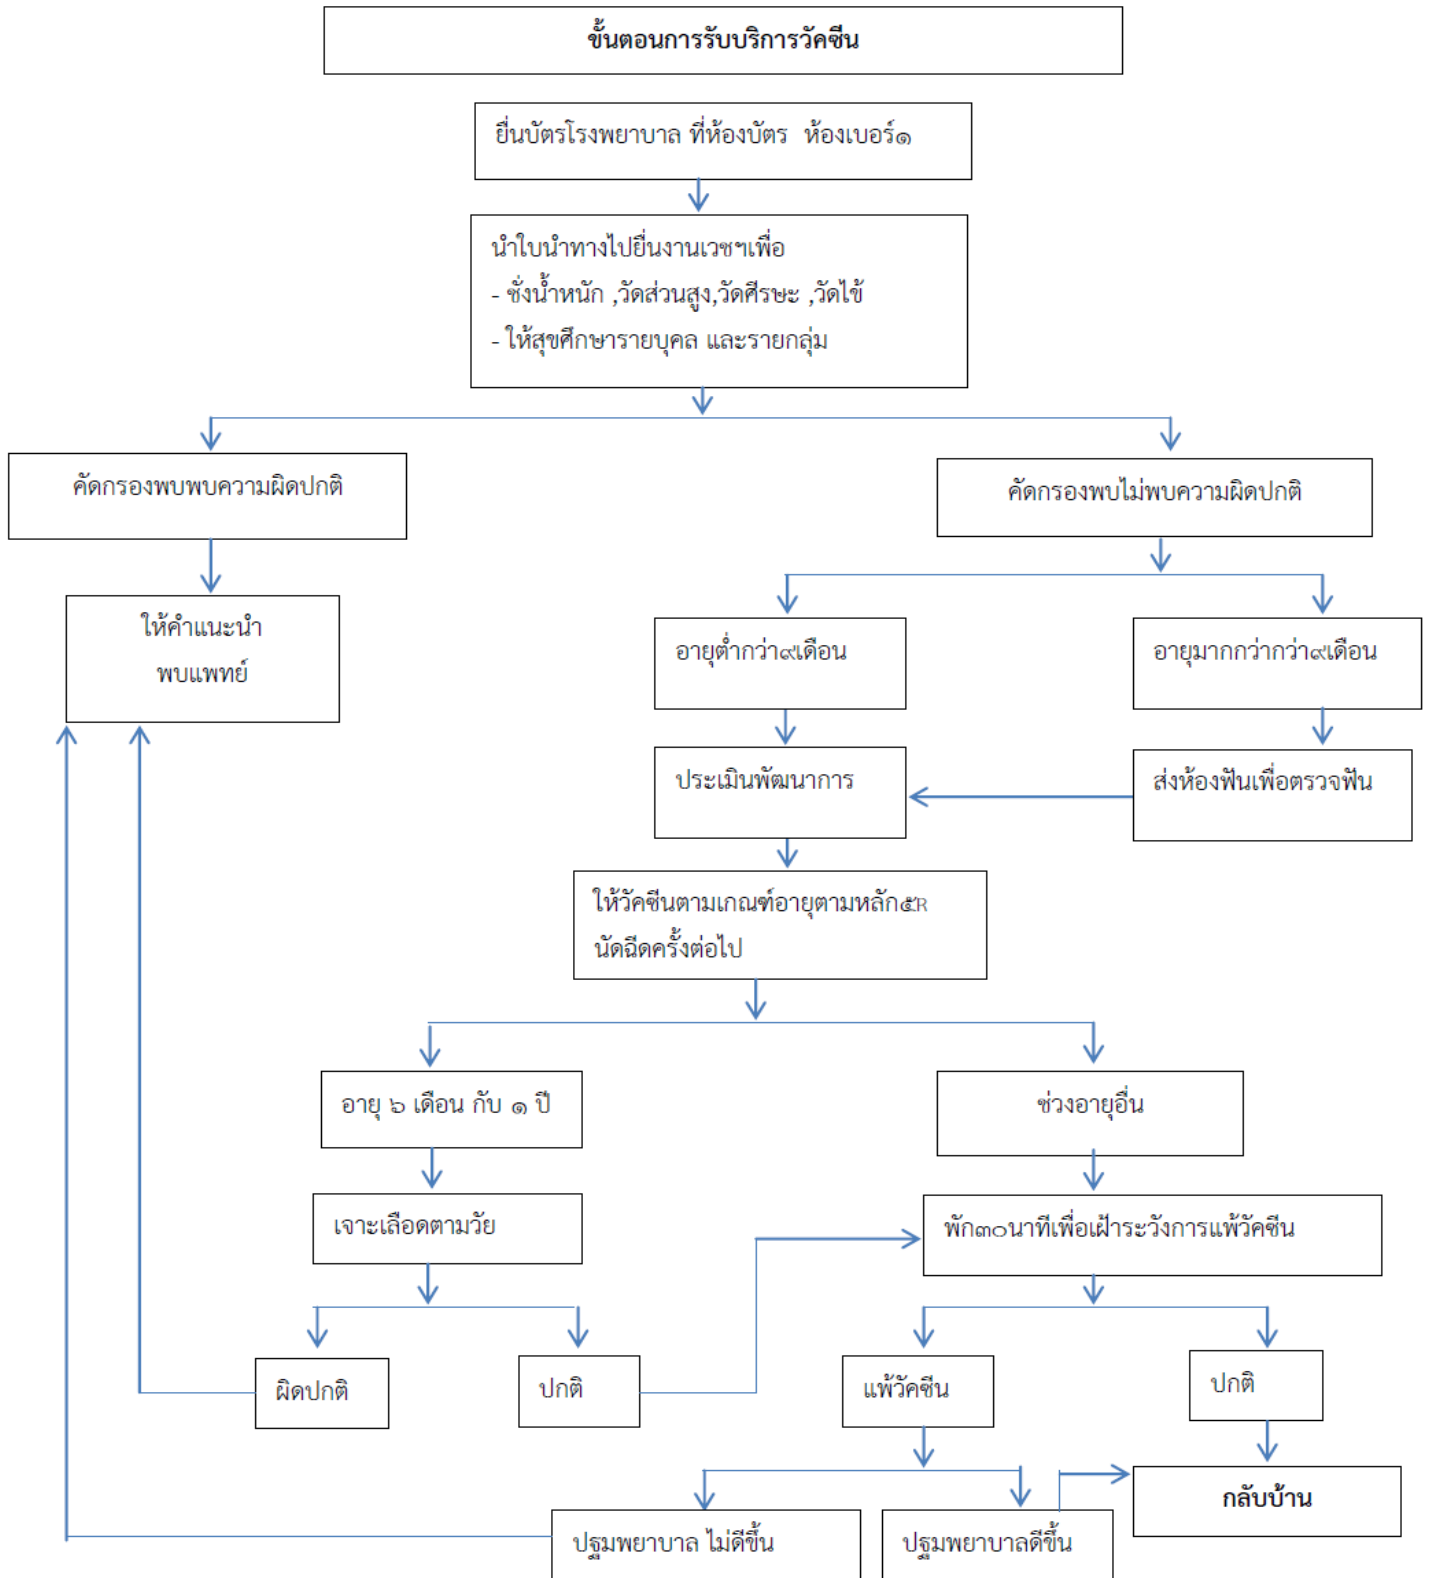 ขั้นตอนการรับบริการวัคซีน
ยื่นบัตรโรงพยาบาล ที่ห้องบัตร ห้องเบอร์๑
นำใบนำทางไปยื่นงานเวชฯเพื่อ
- ชั่งน้ำหนัก ,วัดส่วนสูง,วัดศีรษะ ,วัดไข้
- ให้สุขศึกษารายบุคล และรายกลุ่ม
คัดกรองพบพบความผิดปกติ
คัดกรองพบไม่พบความผิดปกติ
ให้คำแนะนำ
พบแพทย์
อายุต่ำกว่า๙เดือน
อายุมากกว่ากว่า๙เดือน
ประเมินพัฒนาการ
ส่งห้องฟันเพื่อตรวจฟัน
ให้วัคซีนตามเกณฑ์อายุตามหลัก๕R
นัดฉีดครั้งต่อไป
อายุ ๖ เดือน กับ ๑ ปี
ช่วงอายุอื่น
เจาะเลือดตามวัย
พัก๓๐นาทีเพื่อเฝ้าระวังการแพ้วัคซีน
ผิดปกติ
ปกติ
แพ้วัคซีน
ปกติ
กลับบ้าน
ปฐมพยาบาล ไม่ดีขึ้น
ปฐมพยาบาลดีขึ้น